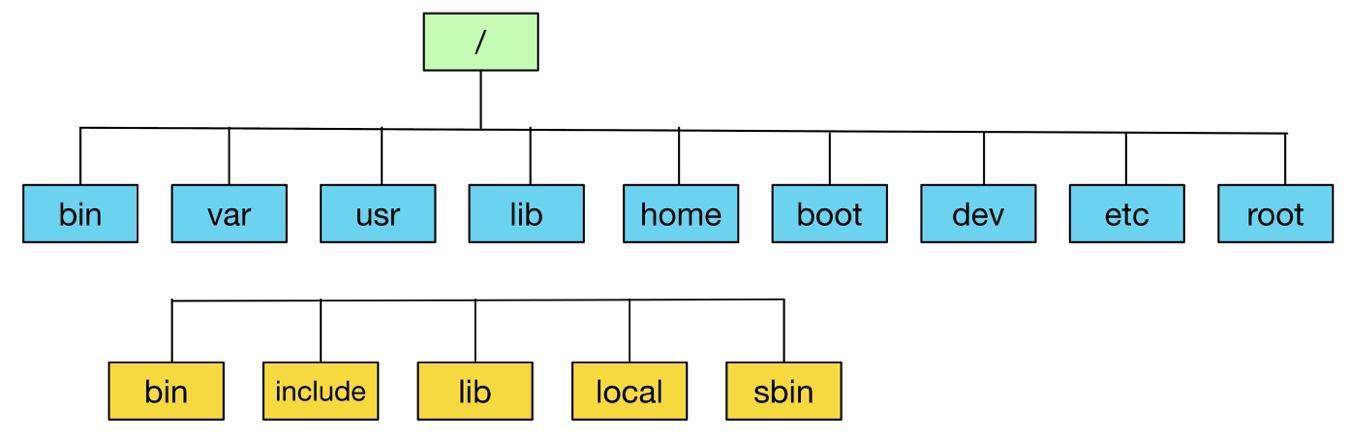 /
bin var usr lib home boot dev etc root
bin include lib local sbin